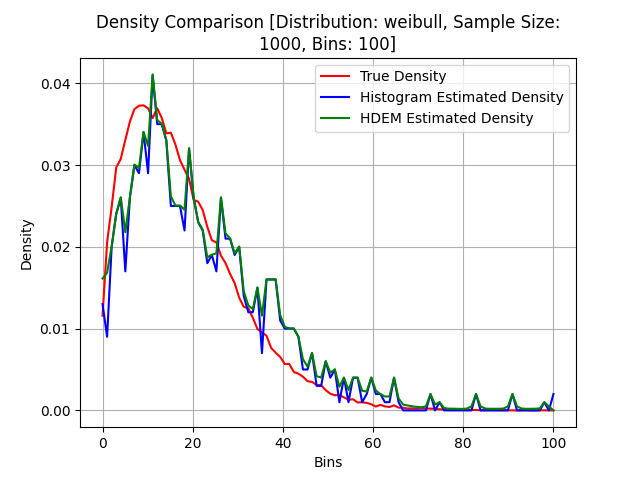 Density Comparison [Distribution: weibull, Sample Size:
1000, Bins: 100]
True Density
Histogram Estimated Density
HDEM Estimated Density
Density
0.04
0.03
0.02
0.01
0.00
0 20 40 60 80 100
Bins